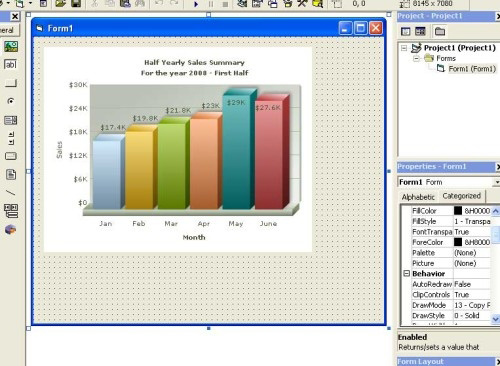 0, 0
8145 x 7080
Form1
Project - Project1
Project1 (Project1)
Forms
Form1 (Form1)
Half Yearly Sales Summary
For the year 2008 - First Half
$30K
$24K
$18K
$12K
$6K
$0
Sales
$17.4K
$19.8K
$21.8K
$23K
$29K
$27.6K
Jan
Feb
Mar
Apr
May
June
Month
Properties - Form1
Form1 Form
Alphabetic Categorized
FillColor &H0000
FillStyle 1 - Transpa
FontTranspa True
ForeColor &H8000
Palette (None)
Picture (None)
Behavior
AutoRedraw False
ClipControls True
DrawMode 13 - Copy P
DrawStyle 0 - Solid
Enabled
Returns/sets a value that
Form Layout